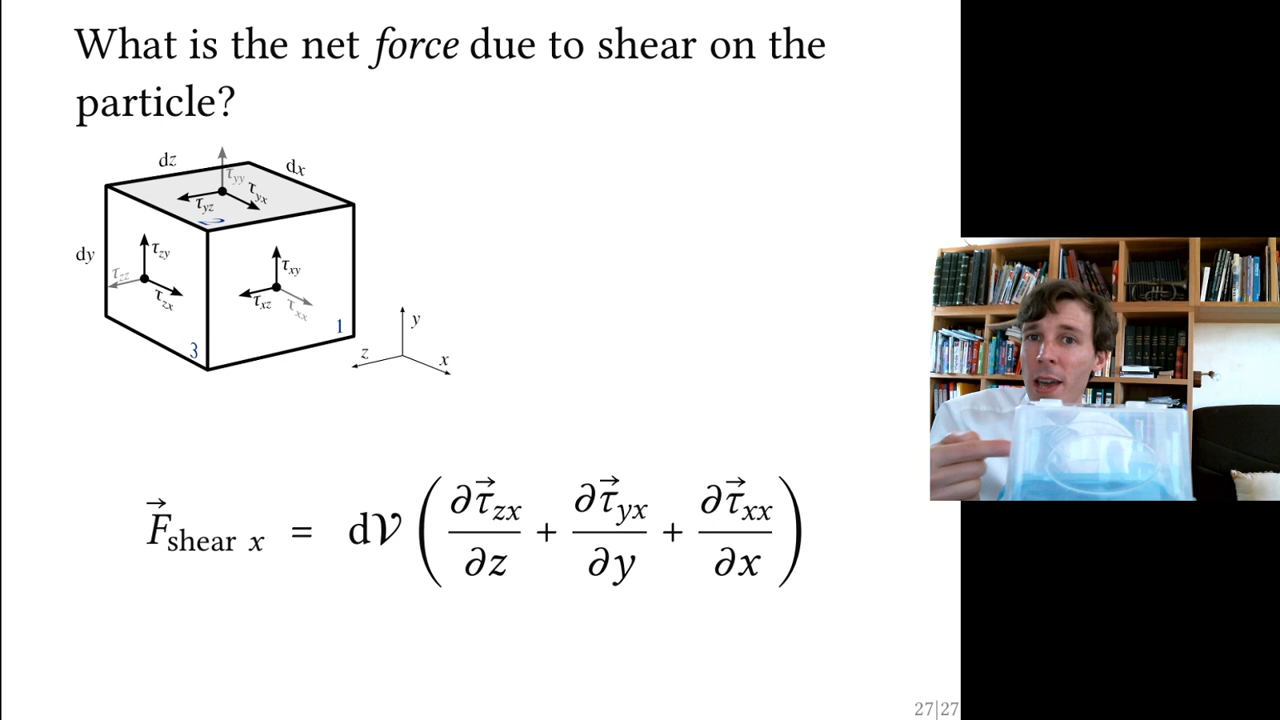 What is the net force due to shear on the
particle?
dz
dx
τyy
τyx
τyz
2
dy
τzy
τzz
τzx
τxy
τxz
τxx
1
3
y
z
x
F⃗shear x = d𝒱 ( ∂τ⃗zx/∂z + ∂τ⃗yx/∂y + ∂τ⃗xx/∂x )
27|27